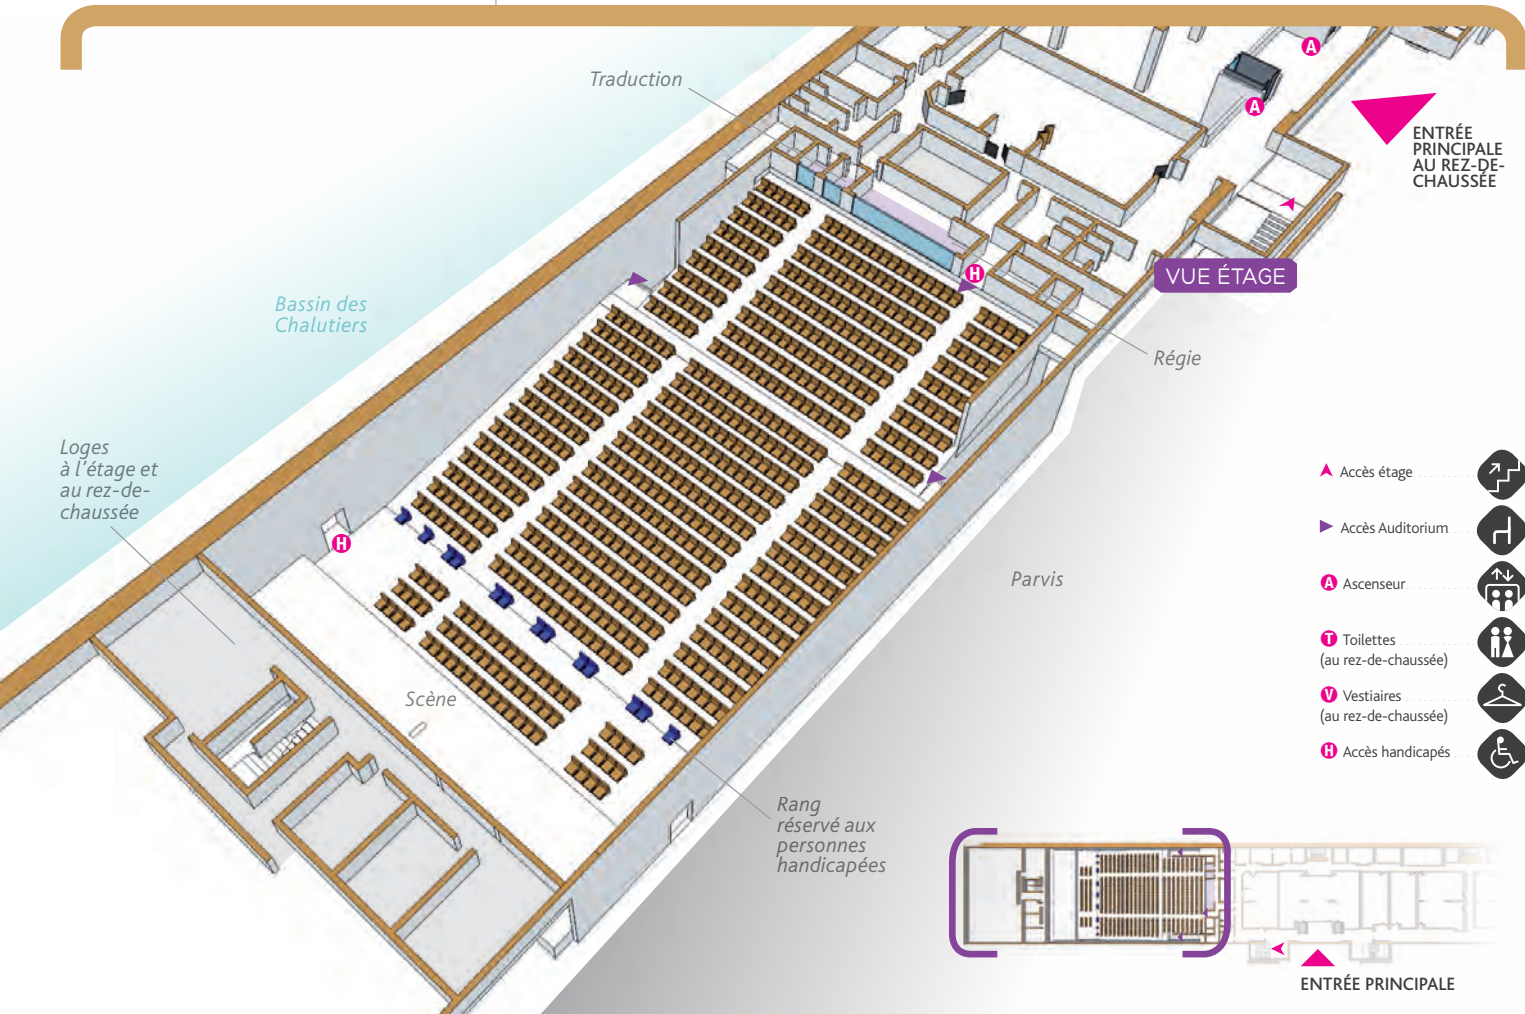 Traduction
A
A
ENTRÉE
PRINCIPALE
AU REZ-DE-
CHAUSSÉE
H
VUE ÉTAGE
Bassin des
Chalutiers
Régie
Loges
à l’étage et
au rez-de-
chaussée
H
Parvis
Scène
Rang
réservé aux
personnes
handicapées
Accès étage
Accès Auditorium
A Ascenseur
T Toilettes
(au rez-de-chaussée)
V Vestiaires
(au rez-de-chaussée)
H Accès handicapés
ENTRÉE PRINCIPALE